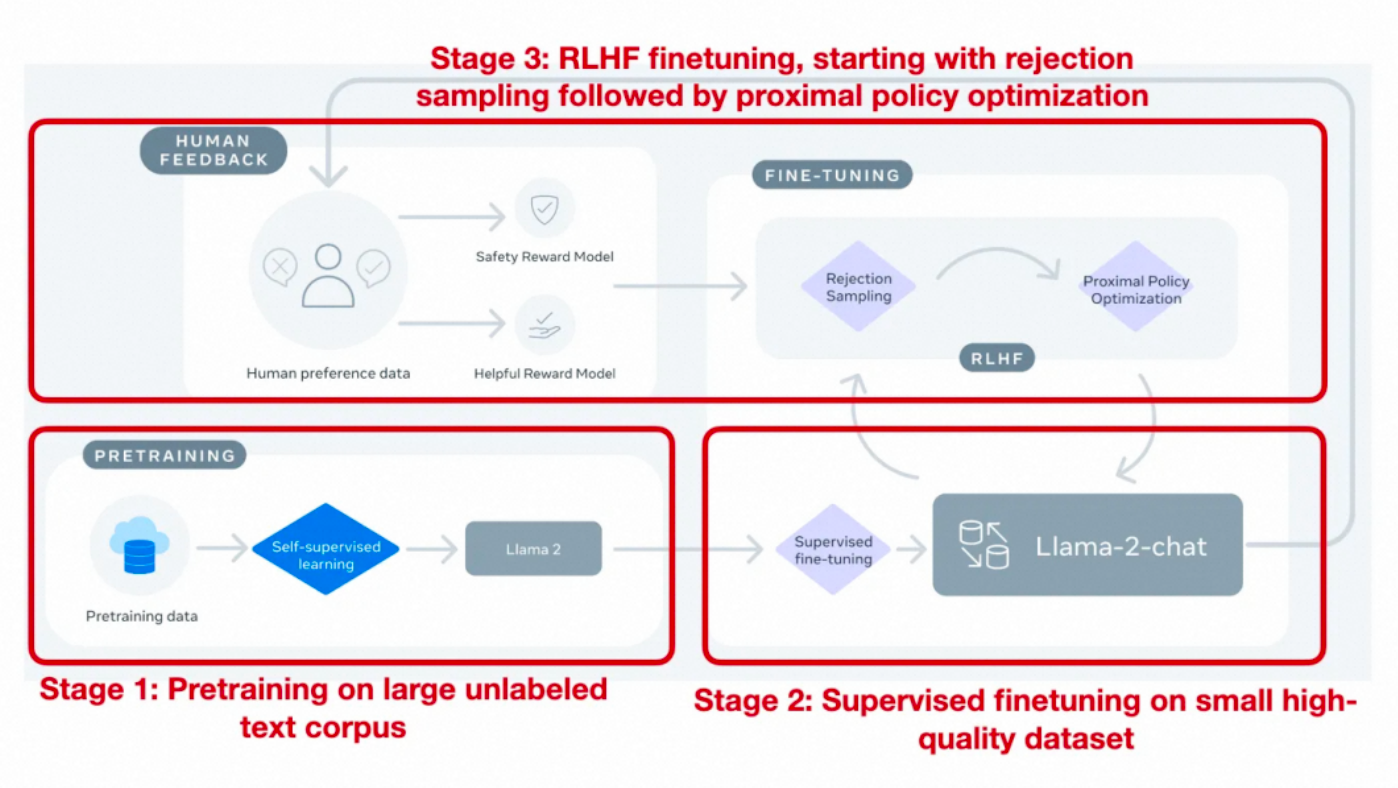 Stage 3: RLHF finetuning, starting with rejection
sampling followed by proximal policy optimization
HUMAN
FEEDBACK
Safety Reward Model
Human preference data
Helpful Reward Model
FINE-TUNING
Rejection
Sampling
Proximal Policy
Optimization
RLHF
PRETRAINING
Pretraining data
Self-supervised
learning
Llama 2
Supervised
fine-tuning
Llama-2-chat
Stage 1: Pretraining on large unlabeled
text corpus
Stage 2: Supervised finetuning on small high-
quality dataset